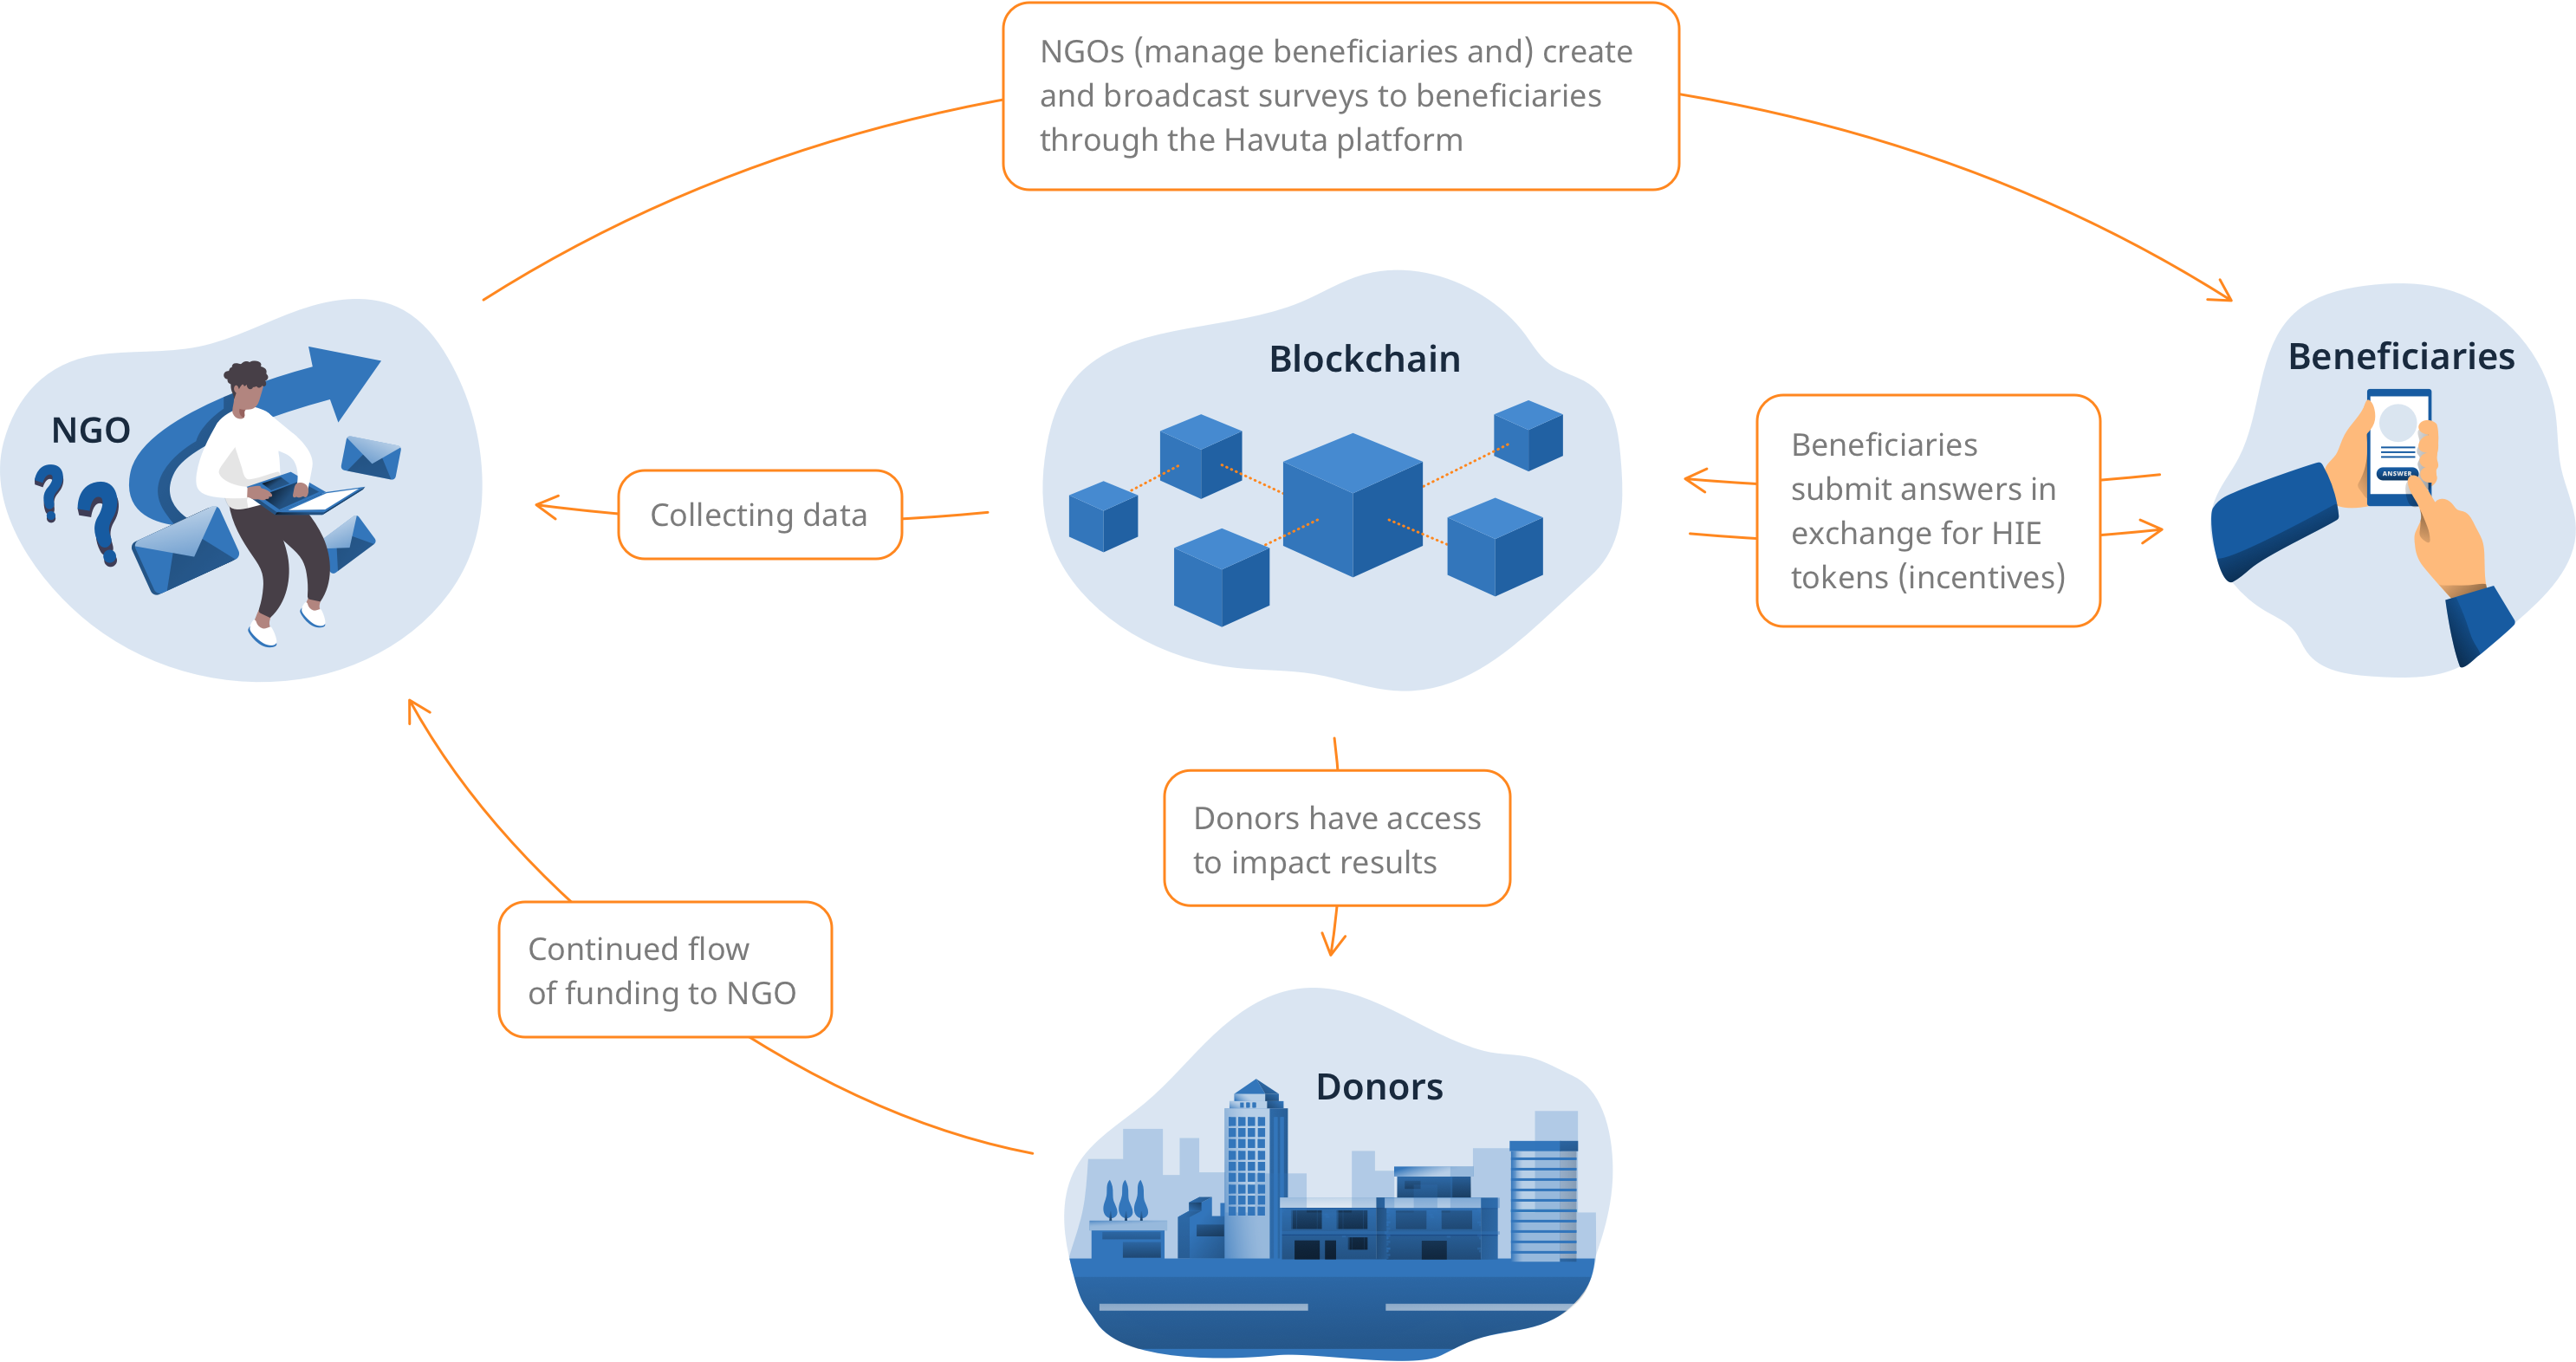 NGOs (manage beneficiaries and) create
and broadcast surveys to beneficiaries
through the Havuta platform
Blockchain
Beneficiaries
NGO
ANSWER
Collecting data
Beneficiaries
submit answers in
exchange for HIE
tokens (incentives)
Donors have access
to impact results
Continued flow
of funding to NGO
Donors